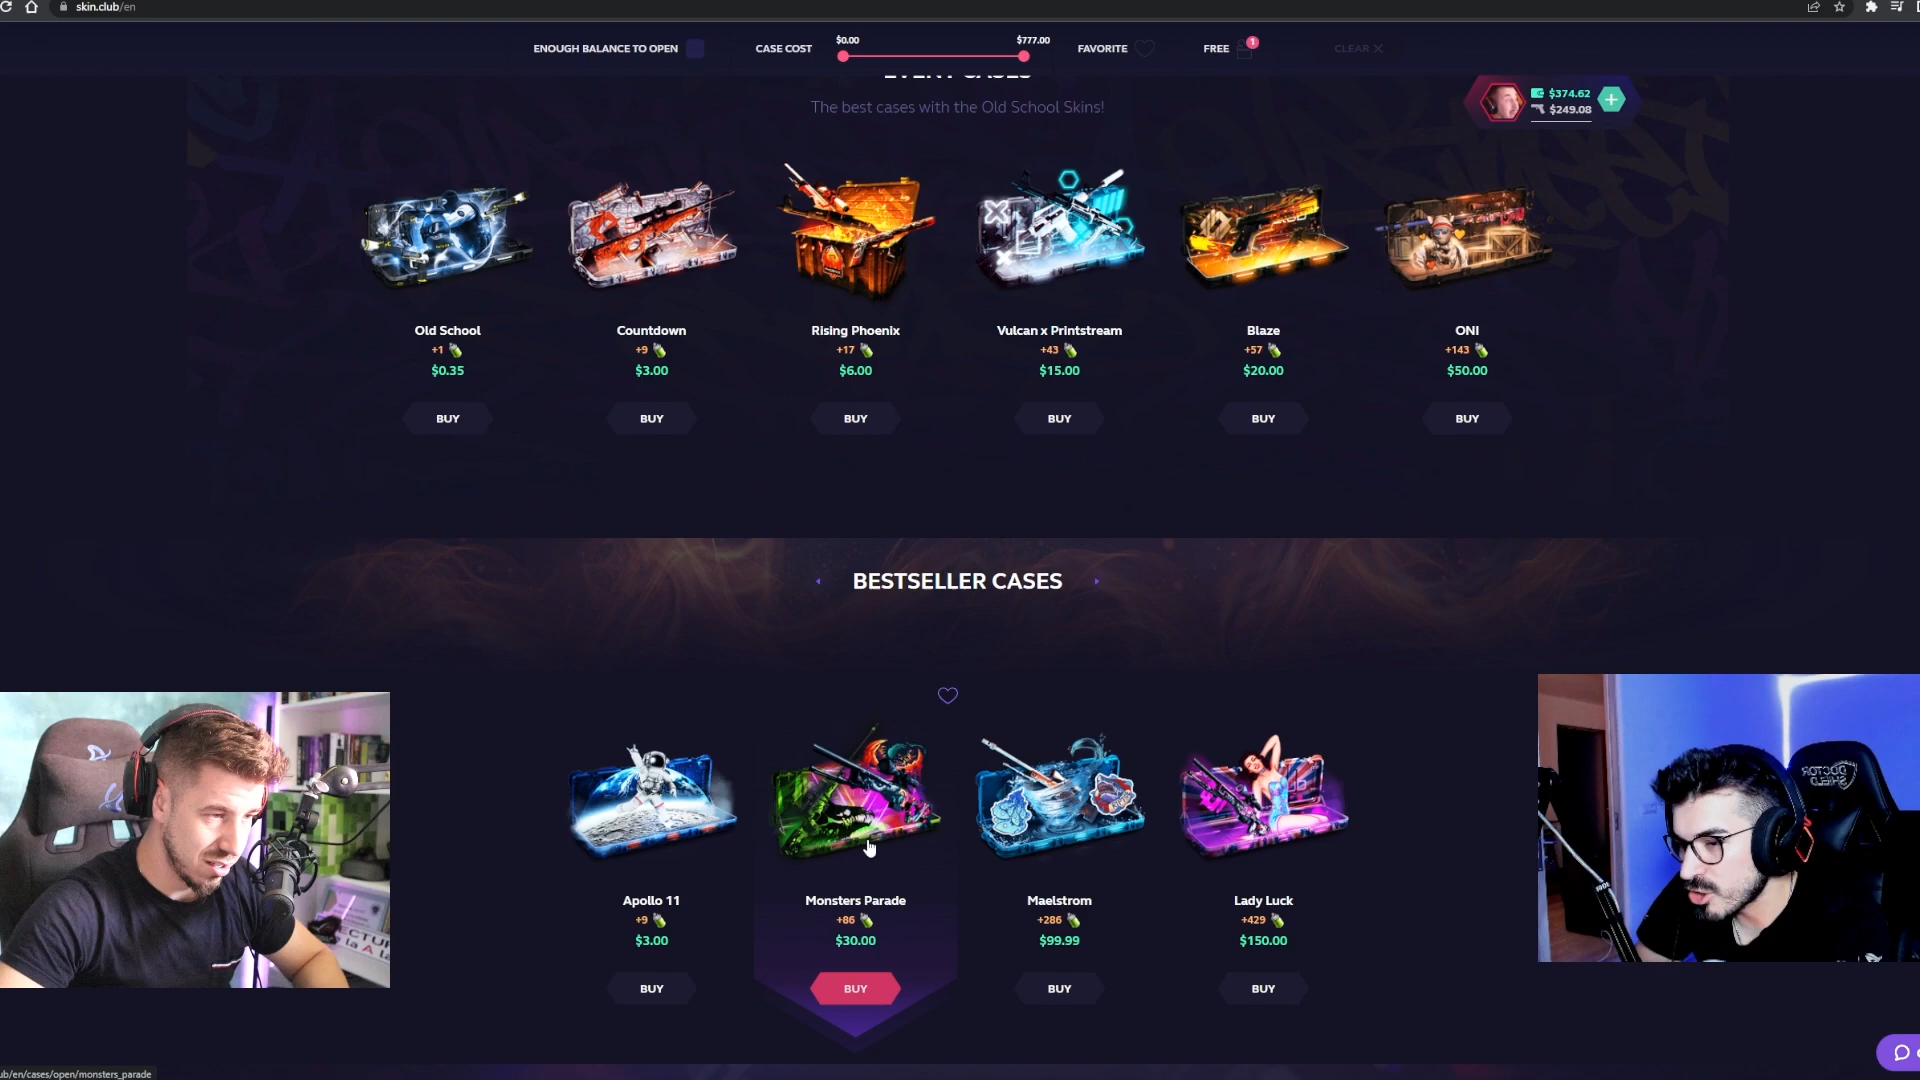 skin.club/en
ENOUGH BALANCE TO OPEN
CASE COST
$0.00
$777.00
FAVORITE
FREE
1
CLEAR X
EVENT CASES
The best cases with the Old School Skins!
$374.62
$249.08
Old School
+1
$0.35
BUY
Countdown
+9
$3.00
BUY
Rising Phoenix
+17
$6.00
BUY
Vulcan x Printstream
+43
$15.00
BUY
Blaze
+57
$20.00
BUY
ONI
+143
$50.00
BUY
BESTSELLER CASES
Apollo 11
+9
$3.00
BUY
Monsters Parade
+86
$30.00
BUY
Maelstrom
+286
$99.99
BUY
Lady Luck
+429
$150.00
BUY
DOCTOR
SHIELD
ub/en/cases/open/monsters_parade